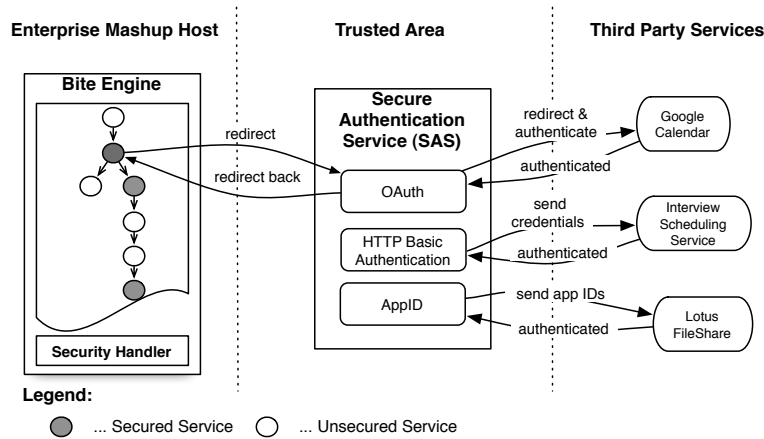 Enterprise Mashup Host
Trusted Area
Third Party Services
Bite Engine
Secure
Authentication
Service (SAS)
redirect
redirect back
OAuth
redirect &
authenticate
authenticated
Google
Calendar
HTTP Basic
Authentication
send
credentials
authenticated
Interview
Scheduling
Service
AppID
send app IDs
authenticated
Lotus
FileShare
Security Handler
Legend:
... Secured Service
... Unsecured Service